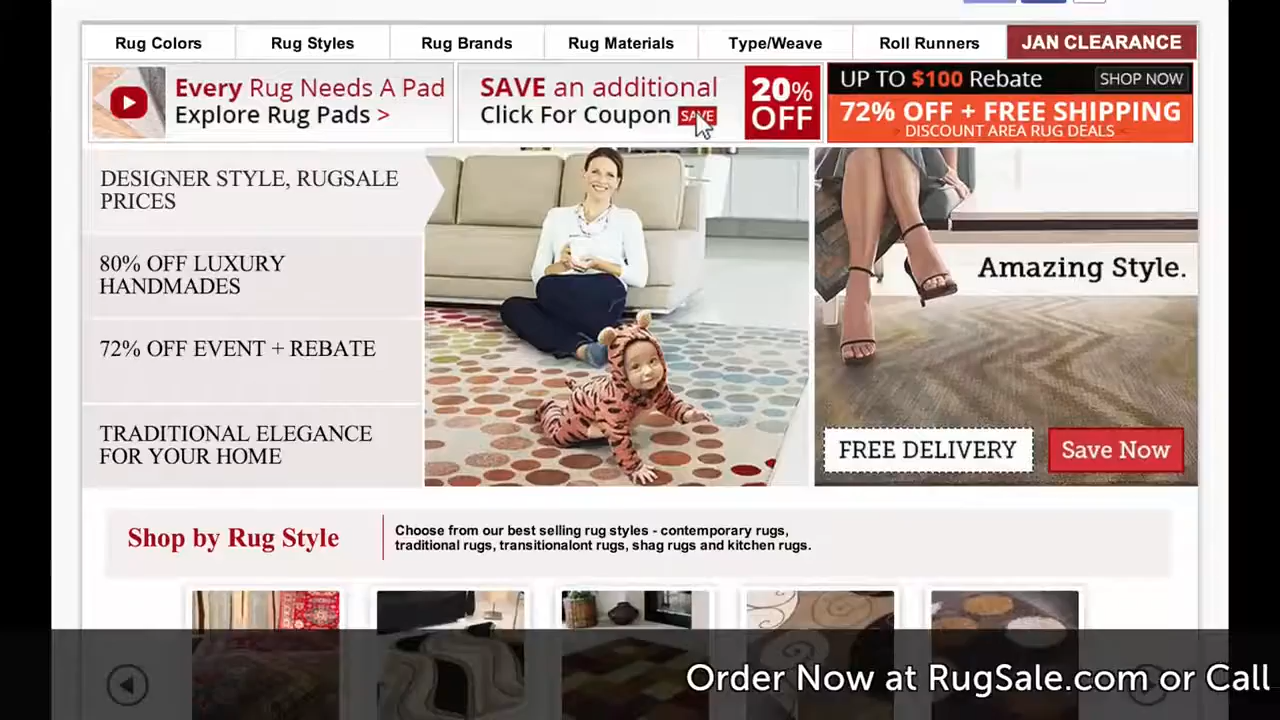 Rug Colors
Rug Styles
Rug Brands
Rug Materials
Type/Weave
Roll Runners
JAN CLEARANCE
Every Rug Needs A Pad
Explore Rug Pads >
SAVE an additional
Click For Coupon SAVE
20%
OFF
UP TO $100 Rebate
SHOP NOW
72% OFF + FREE SHIPPING
DISCOUNT AREA RUG DEALS
DESIGNER STYLE, RUGSALE
PRICES
80% OFF LUXURY
HANDMADES
72% OFF EVENT + REBATE
TRADITIONAL ELEGANCE
FOR YOUR HOME
Amazing Style.
FREE DELIVERY
Save Now
Shop by Rug Style
Choose from our best selling rug styles - contemporary rugs,
traditional rugs, transitionalont rugs, shag rugs and kitchen rugs.
Order Now at RugSale.com or Call